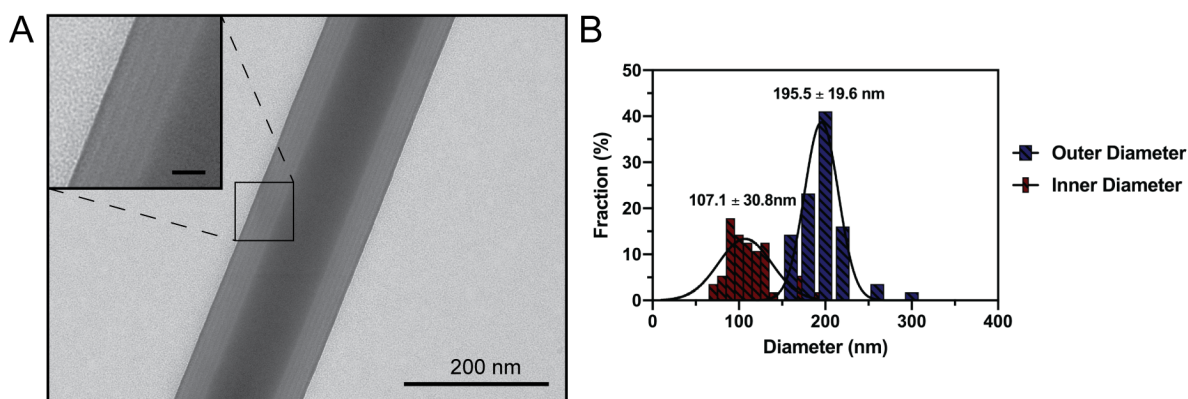 A
200 nm
B
Fraction (%)
50
40
30
20
10
0
195.5 ± 19.6 nm
107.1 ± 30.8nm
0 100 200 300 400
Diameter (nm)
Outer Diameter
Inner Diameter